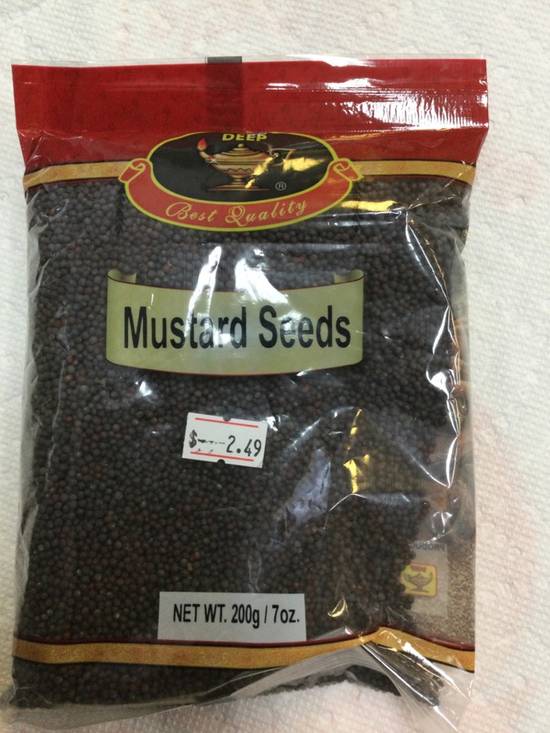 DEEP
®
Best Quality
Mustard Seeds
$ 2.49
NET WT. 200g / 7oz.